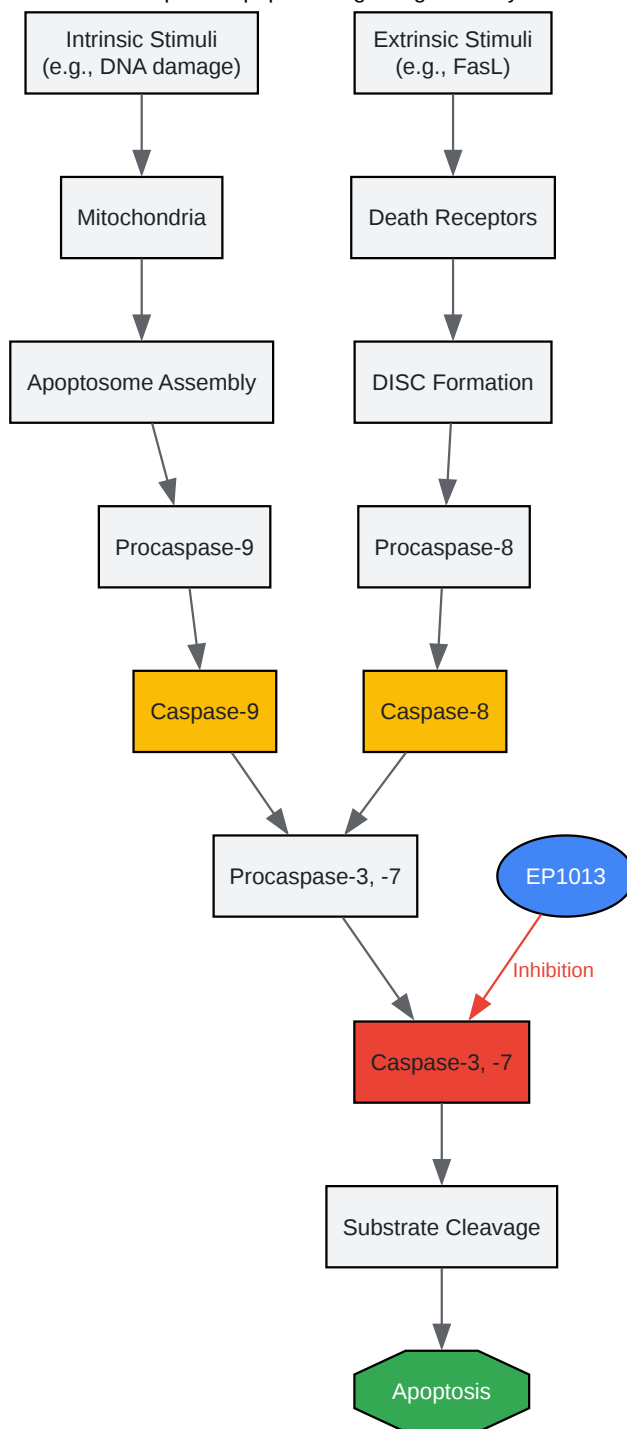 Intrinsic Stimuli
(e.g., DNA damage)
Extrinsic Stimuli
(e.g., FasL)
Mitochondria
Death Receptors
Apoptosome Assembly
DISC Formation
Procaspase-9
Procaspase-8
Caspase-9
Caspase-8
Procaspase-3, -7
EP1013
Inhibition
Caspase-3, -7
Substrate Cleavage
Apoptosis